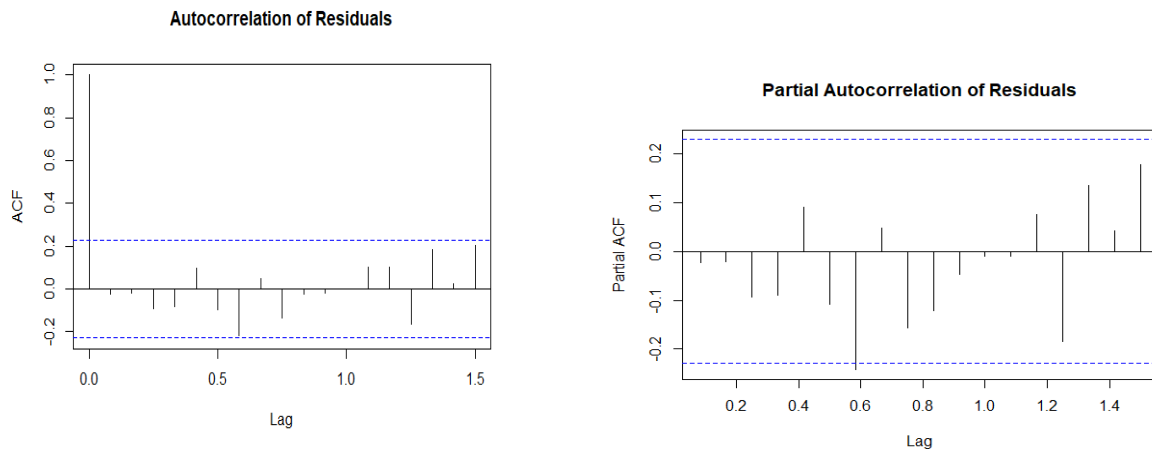 Autocorrelation of Residuals
1.0
0.8
0.6
0.4
0.2
0.0
-0.2
ACF
0.0 0.5 1.0 1.5
Lag
Partial Autocorrelation of Residuals
0.2
0.1
0.0
-0.1
-0.2
Partial ACF
0.2 0.4 0.6 0.8 1.0 1.2 1.4
Lag